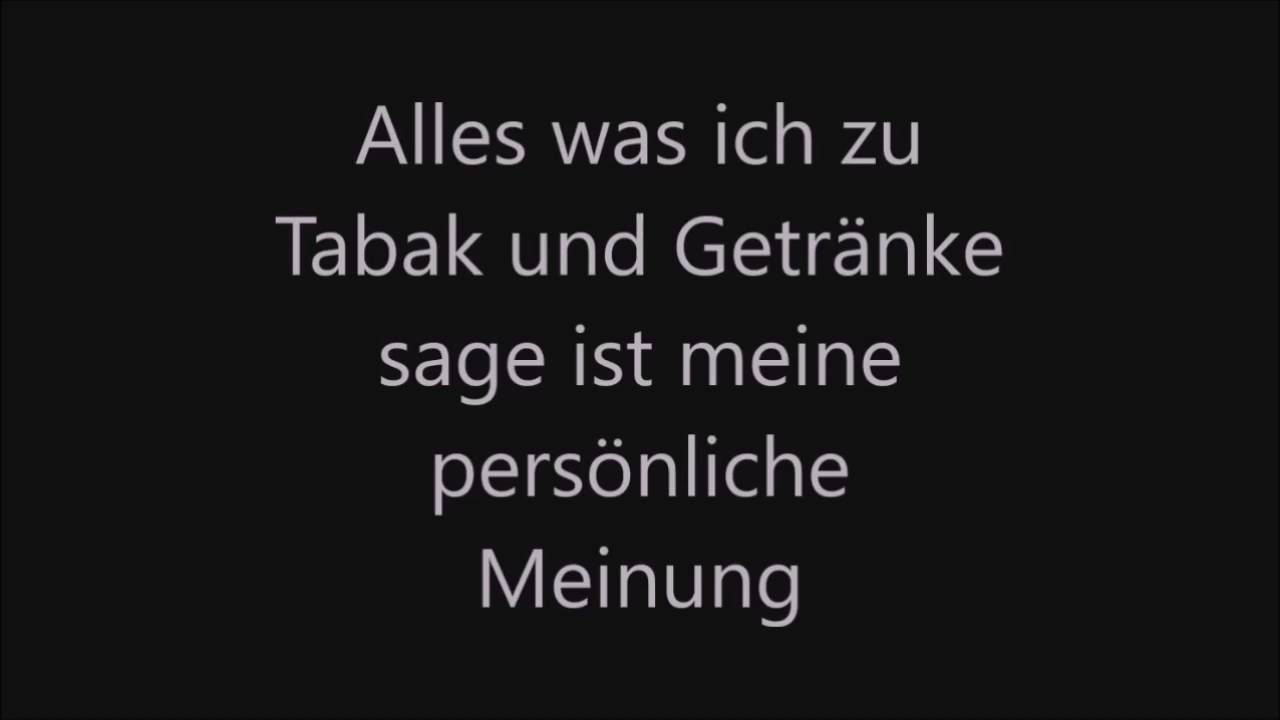 Alles was ich zu
Tabak und Getränke
sage ist meine
persönliche
Meinung